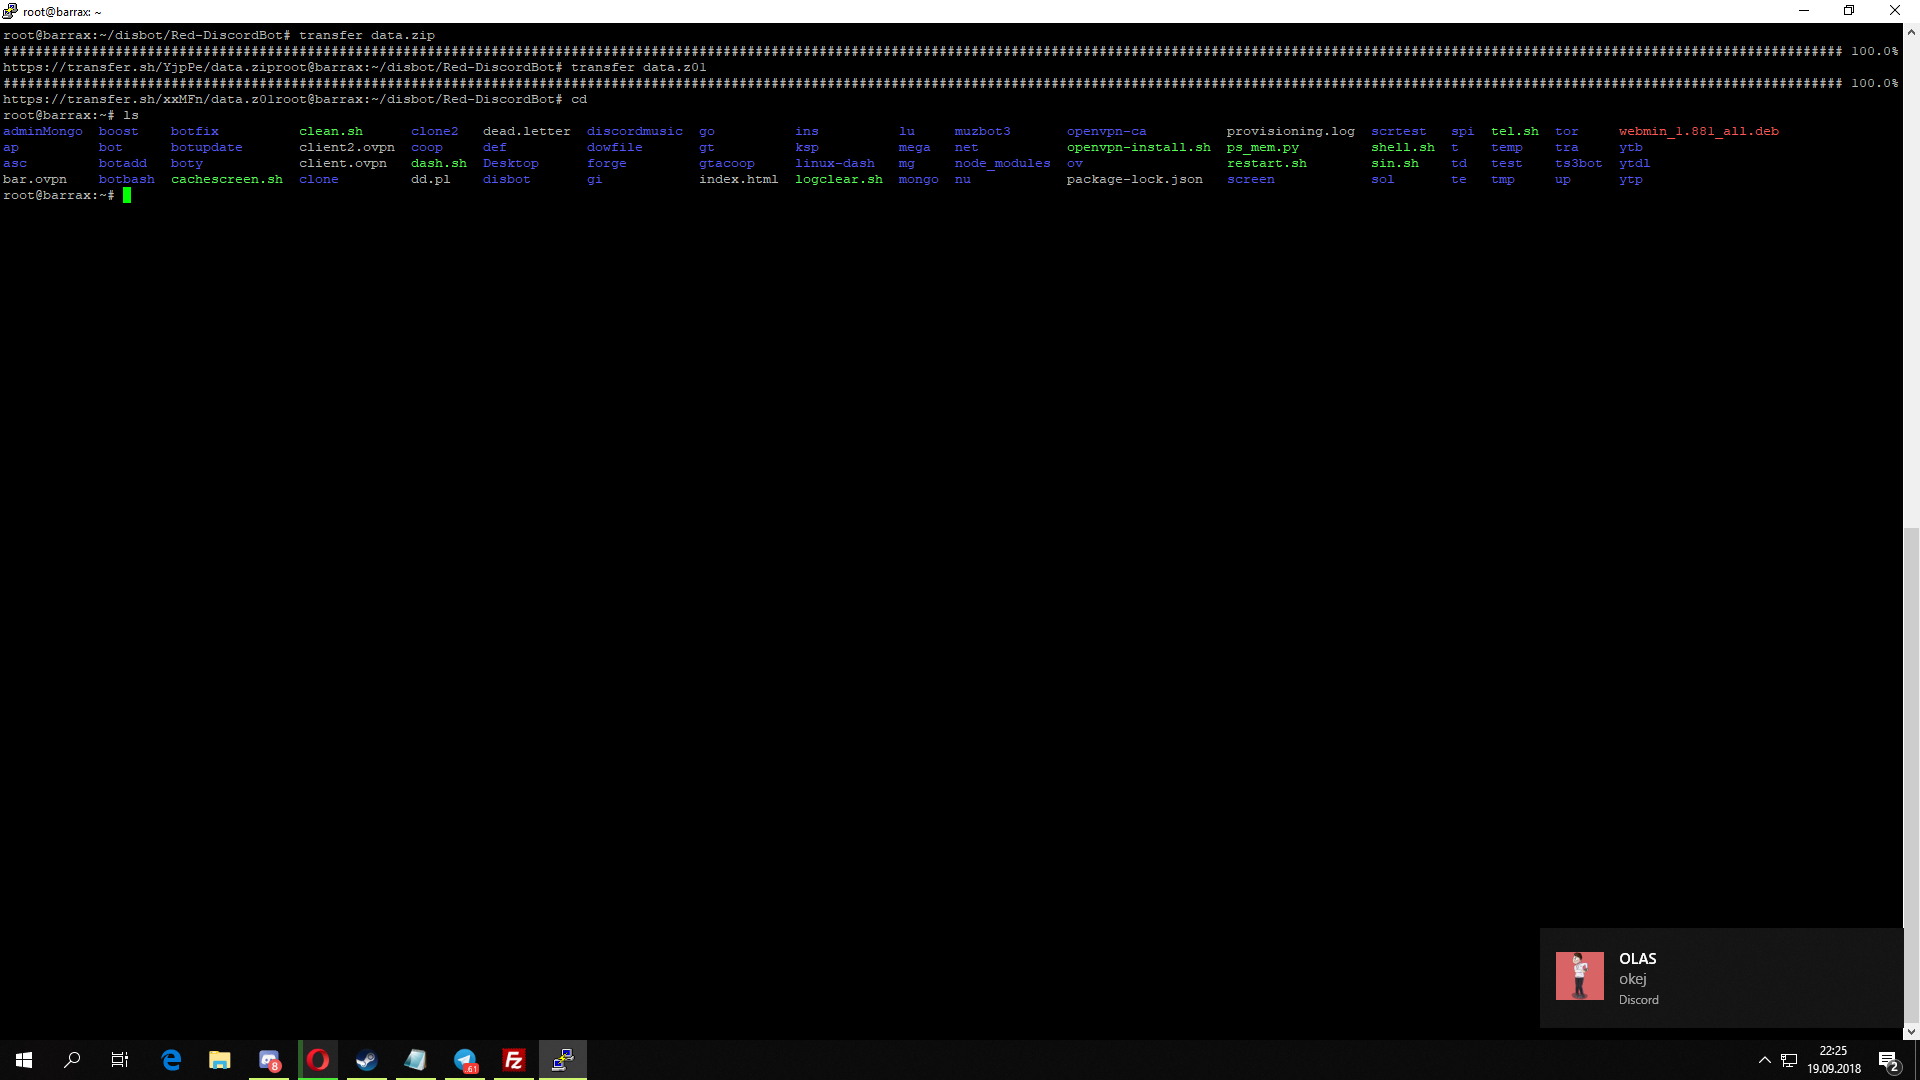 root@barrax: ~
root@barrax:~/disbot/Red-DiscordBot# transfer data.zip
######################################################################## 100.0%
https://transfer.sh/YjpPe/data.ziproot@barrax:~/disbot/Red-DiscordBot# transfer data.z01
######################################################################## 100.0%
https://transfer.sh/xxMFn/data.z01root@barrax:~/disbot/Red-DiscordBot# cd
root@barrax:~# ls
adminMongo boost botfix clean.sh clone2 dead.letter discordmusic go ins lu muzbot3 openvpn-ca provisioning.log scrtest spi tel.sh tor webmin_1.881_all.deb
ap bot botupdate client2.ovpn coop def dowfile gt ksp mega net openvpn-install.sh ps_mem.py shell.sh t temp tra ytb
asc botadd boty client.ovpn dash.sh Desktop forge gtacoop linux-dash mg node_modules ov restart.sh sin.sh td test ts3bot ytdl
bar.ovpn botbash cachescreen.sh clone dd.pl disbot gi index.html logclear.sh mongo nu package-lock.json screen sol te tmp up ytp
root@barrax:~#
OLAS
okej
Discord
8
.61
22:25
19.09.2018
2